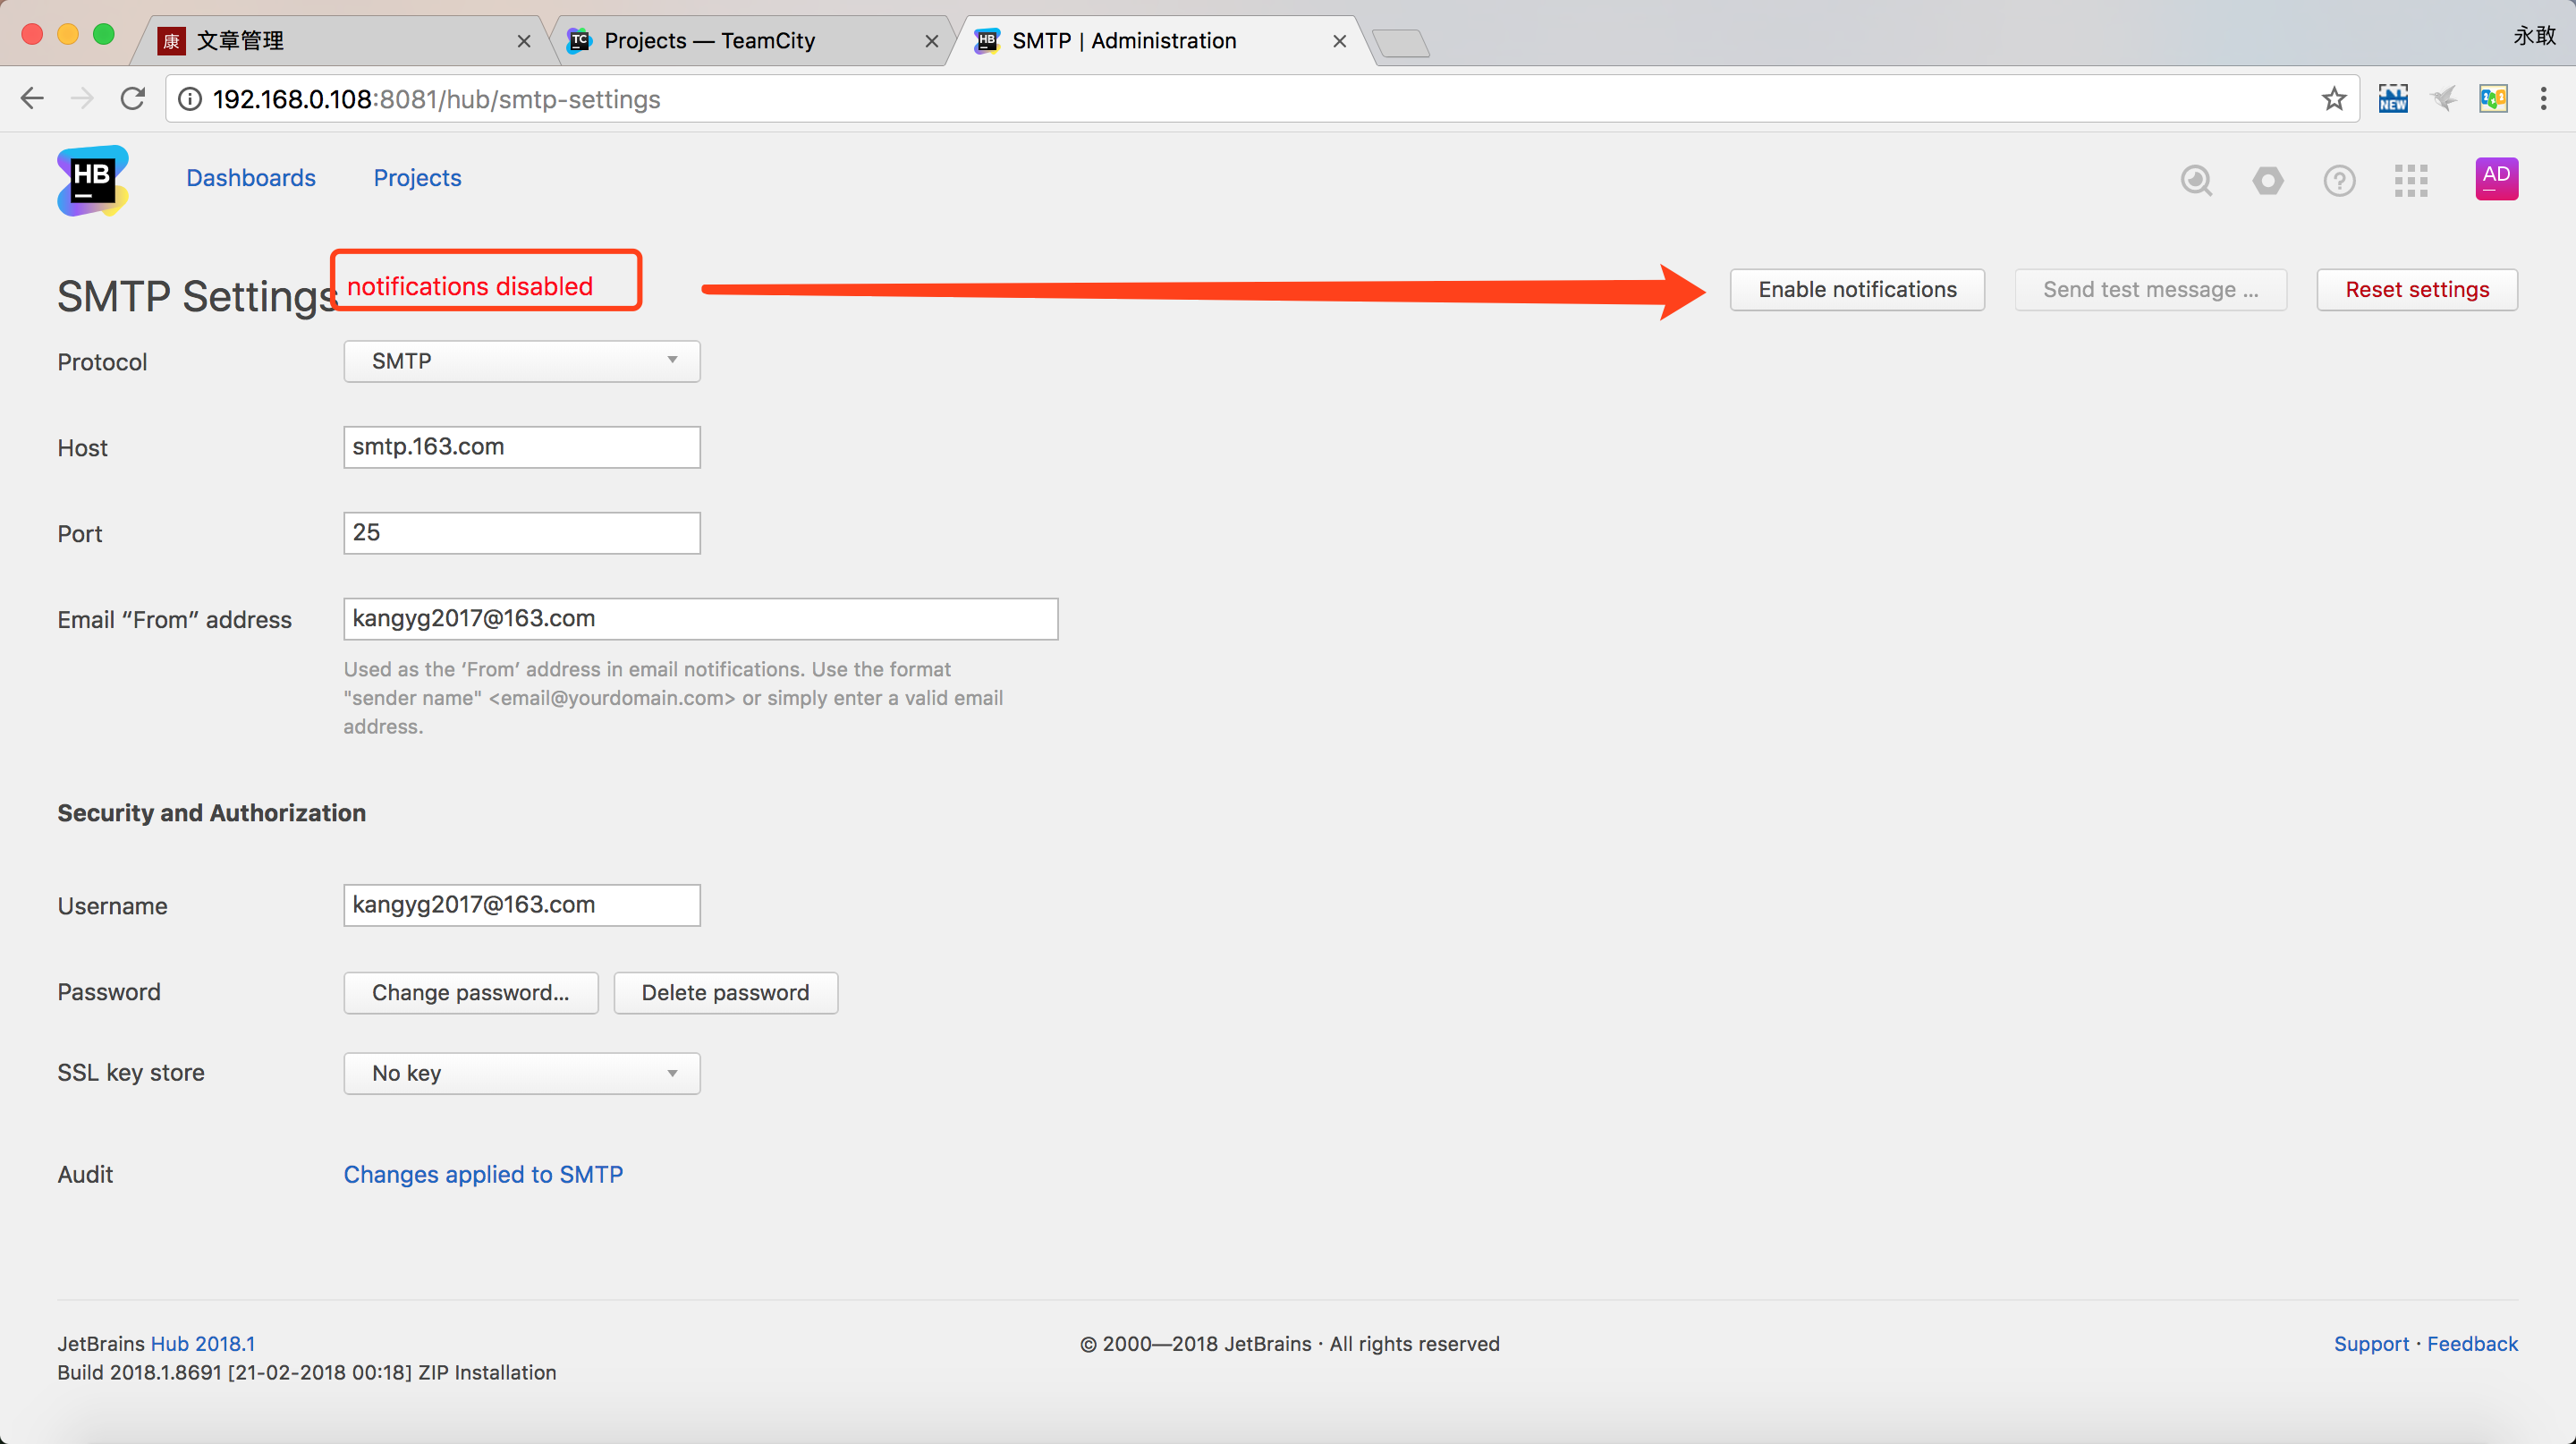 康 文章管理
TC Projects — TeamCity
HB SMTP | Administration
永敢
192.168.0.108:8081/hub/smtp-settings
NEW
HB
Dashboards
Projects
AD
SMTP Settings
notifications disabled
Enable notifications
Send test message ...
Reset settings
Protocol
SMTP
Host
smtp.163.com
Port
25
Email “From” address
kangyg2017@163.com
Used as the ‘From’ address in email notifications. Use the format
"sender name" <email@yourdomain.com> or simply enter a valid email
address.
Security and Authorization
Username
kangyg2017@163.com
Password
Change password...
Delete password
SSL key store
No key
Audit
Changes applied to SMTP
JetBrains Hub 2018.1
Build 2018.1.8691 [21-02-2018 00:18] ZIP Installation
© 2000—2018 JetBrains · All rights reserved
Support · Feedback